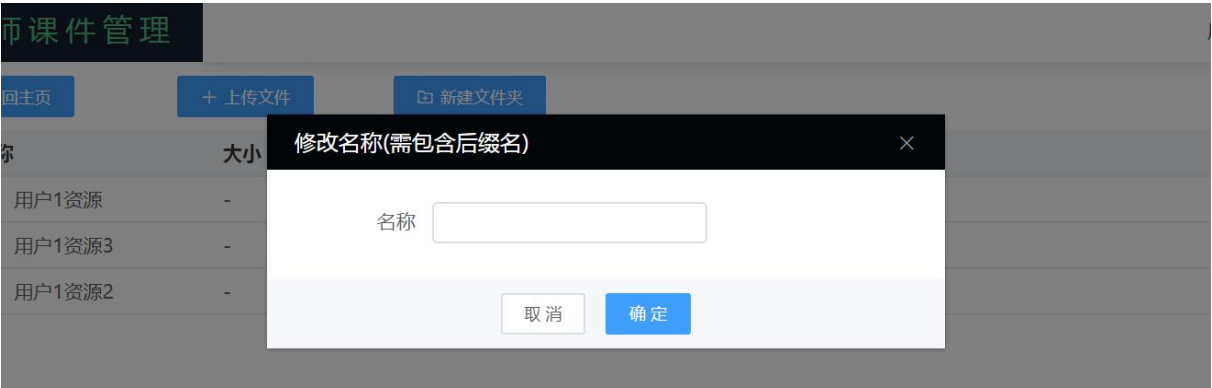 师课件管理
回主页
+ 上传文件
新建文件夹
称
大小
修改名称(需包含后缀名)
用户1资源
-
名称
用户1资源3
-
用户1资源2
-
取消
确定